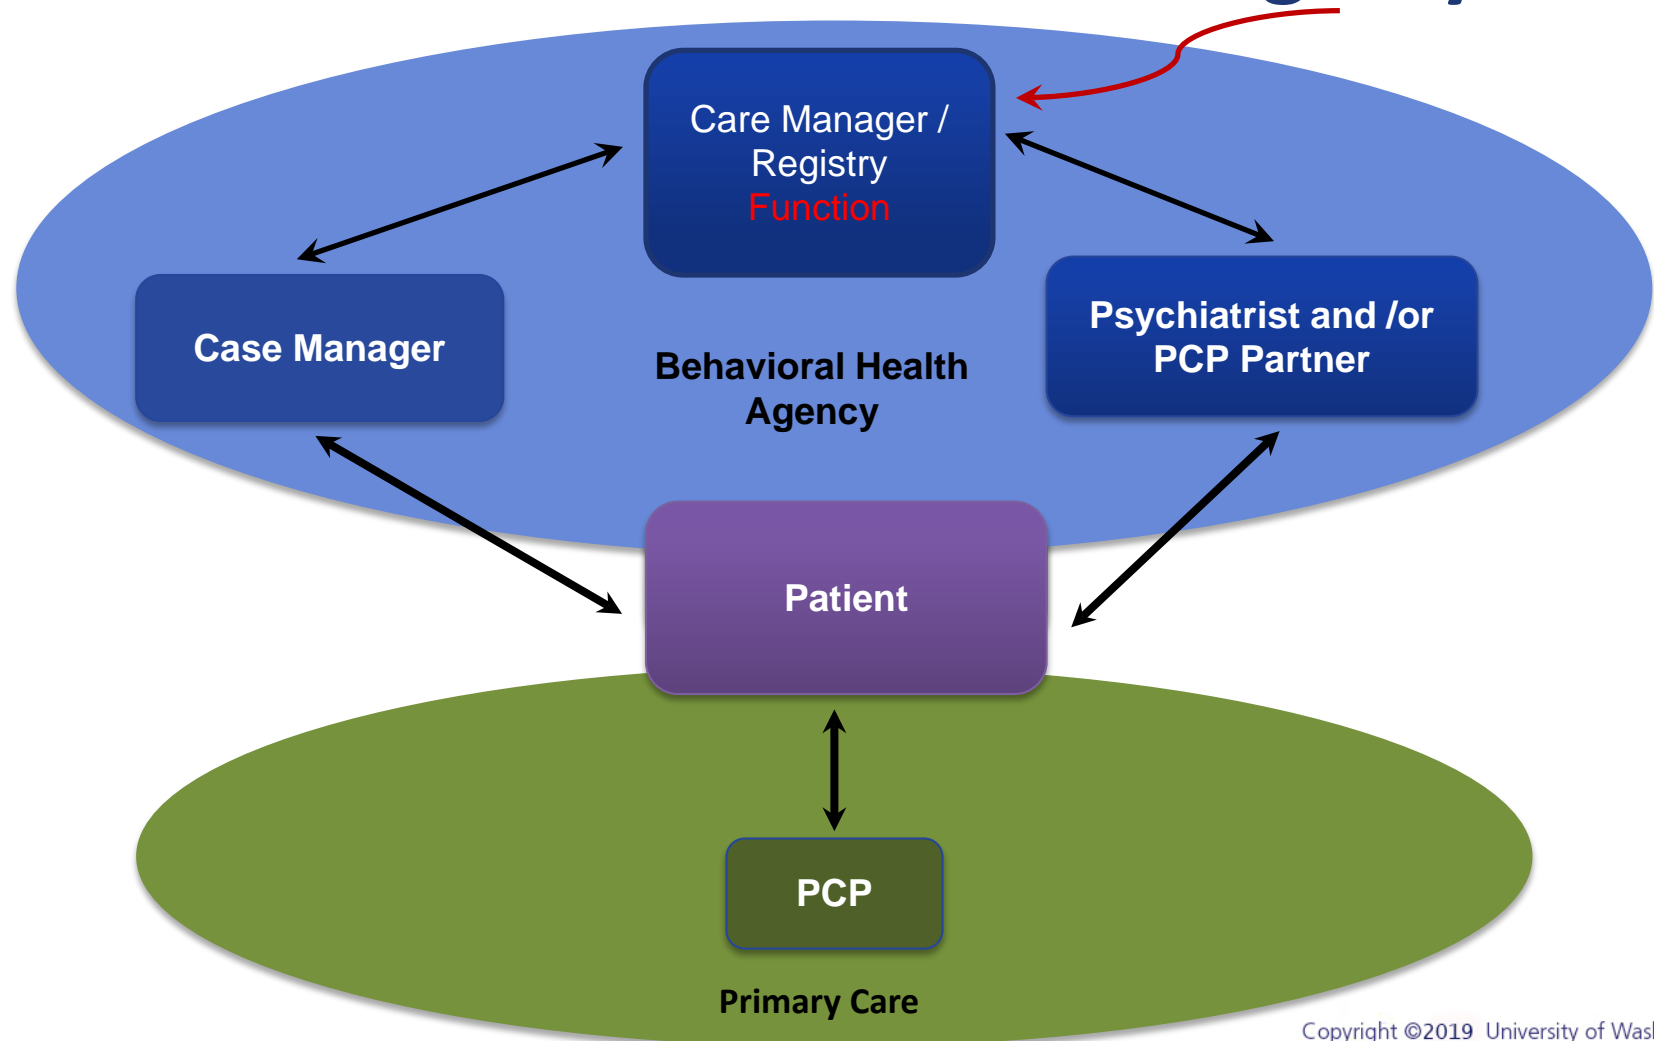 Care Manager /
Registry
Function
Case Manager
Psychiatrist and /or
PCP Partner
Behavioral Health
Agency
Patient
PCP
Primary Care
Copyright ©2019 University of Wash